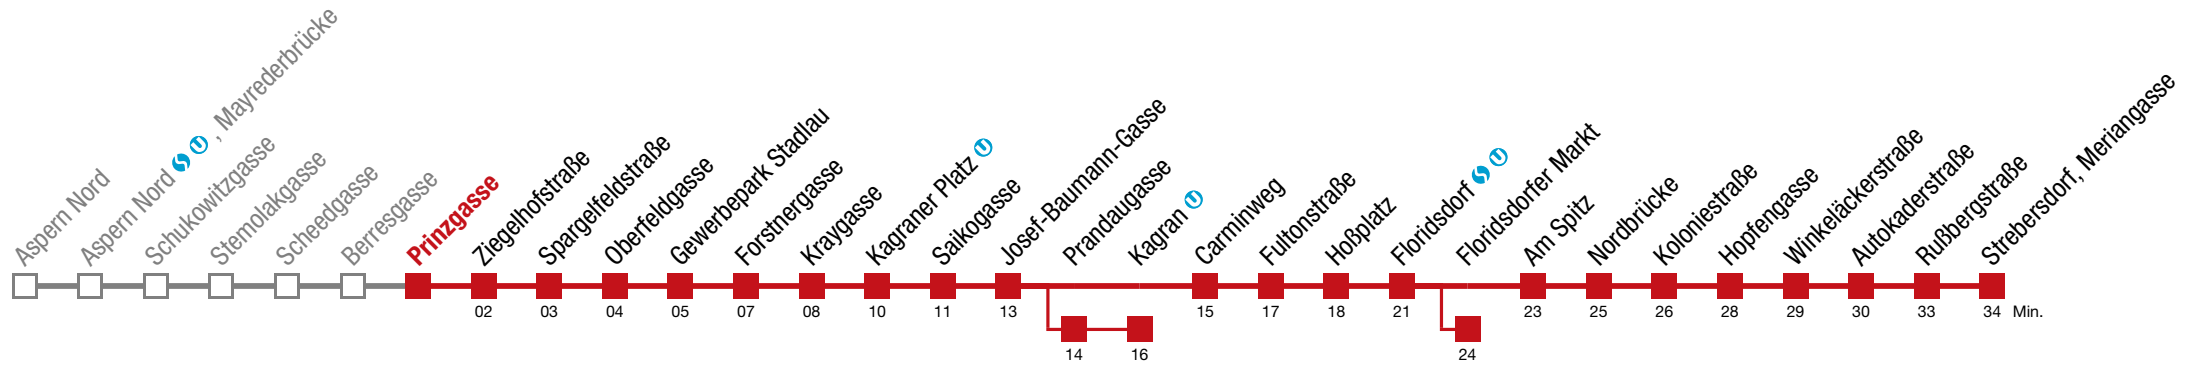 Aspern Nord
Aspern Nord S U , Mayrederbrücke
Schukowitzgasse
Stemolakgasse
Scheedgasse
Berresgasse
Prinzgasse
Ziegelhofstraße
Spargelfeldstraße
Oberfeldgasse
Gewerbepark Stadlau
Forstnergasse
Kraygasse
Kagraner Platz U
Saikogasse
Josef-Baumann-Gasse
Prandaugasse
Kagran U
Carminweg
Fultonstraße
Hoßplatz
Floridsdorf S U
Floridsdorfer Markt
Am Spitz
Nordbrücke
Koloniestraße
Hopfengasse
Winkeläckerstraße
Autokaderstraße
Rußbergstraße
Strebersdorf, Meriangasse
02 03 04 05 07 08 10 11 13 15 17 18 21 23 25 26 28 29 30 33 34 Min.
14 16 24